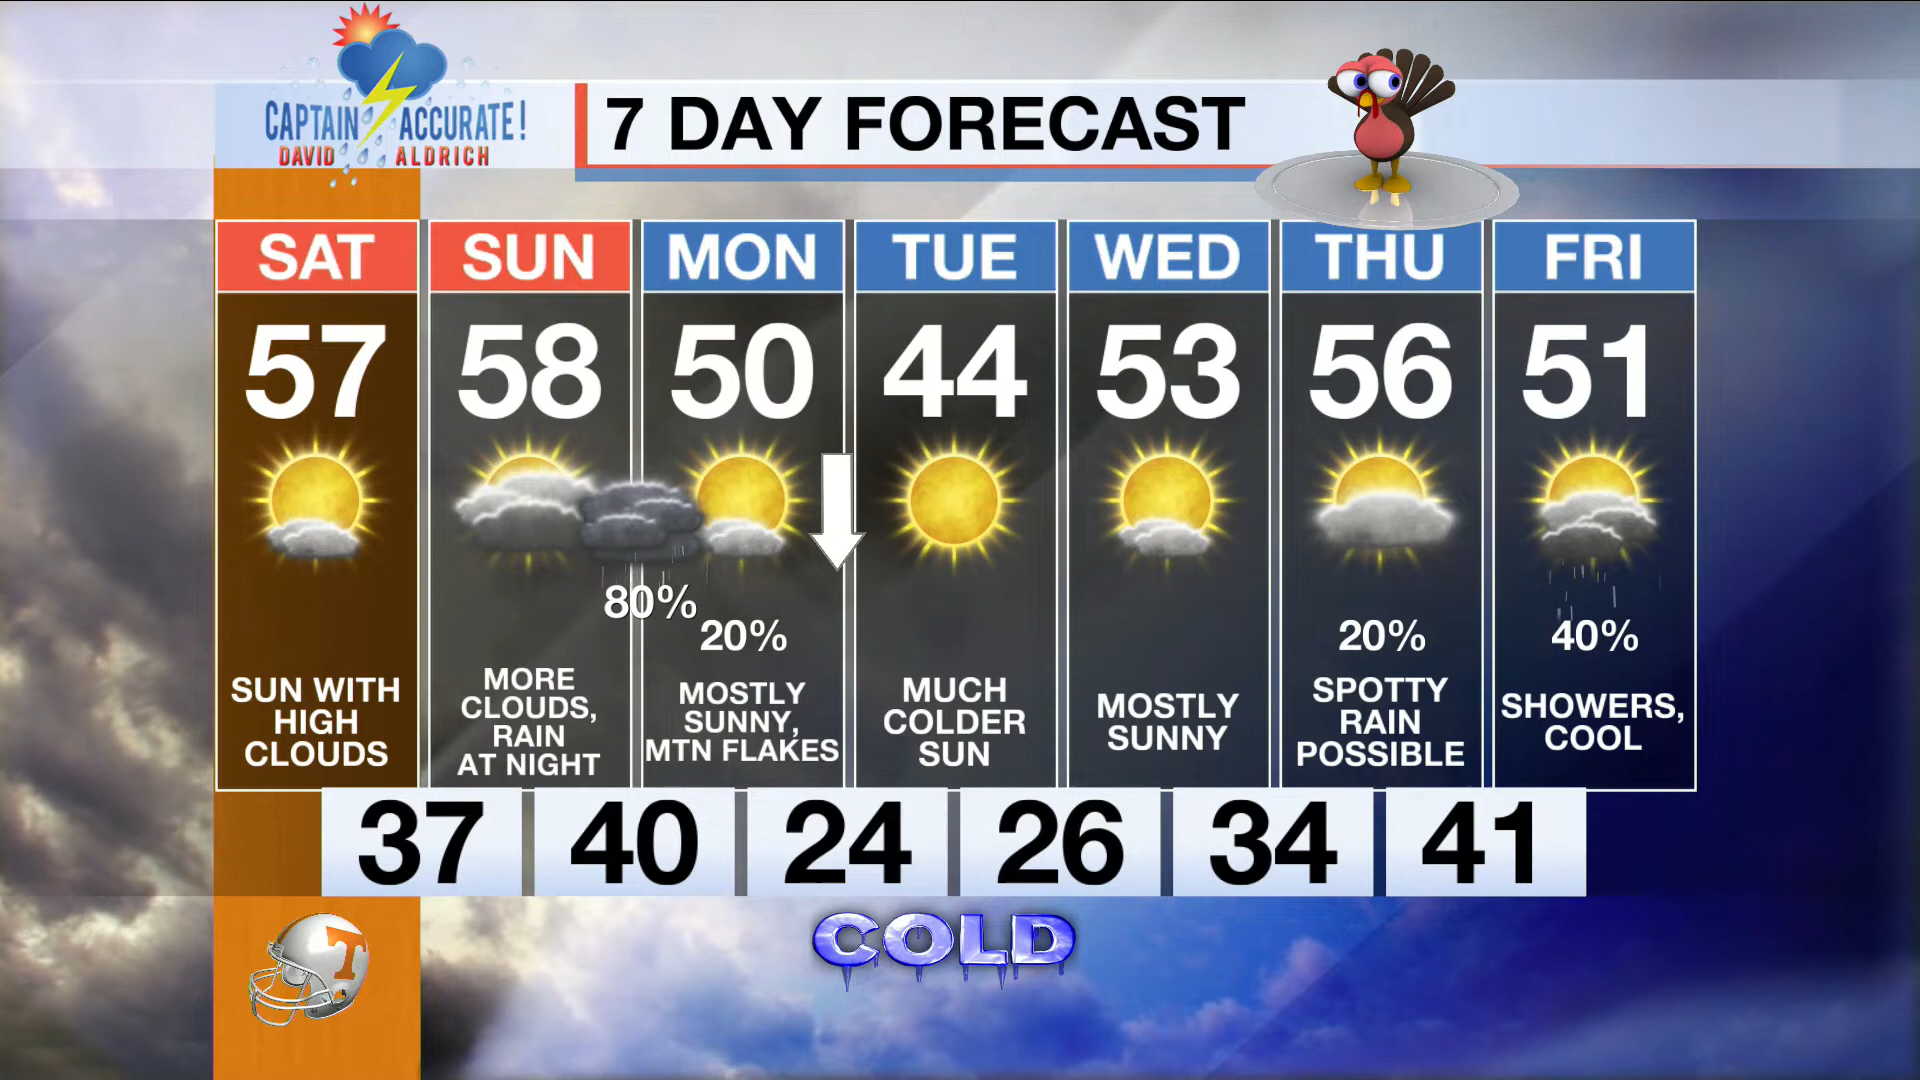 CAPTAIN ACCURATE!
DAVID ALDRICH
7 DAY FORECAST
SAT
57
SUN WITH
HIGH
CLOUDS
SUN
58
80%
MORE
CLOUDS,
RAIN
AT NIGHT
MON
50
20%
MOSTLY
SUNNY,
MTN FLAKES
TUE
44
MUCH
COLDER
SUN
WED
53
MOSTLY
SUNNY
THU
56
20%
SPOTTY
RAIN
POSSIBLE
FRI
51
40%
SHOWERS,
COOL
37 40 24 26 34 41
T
COLD